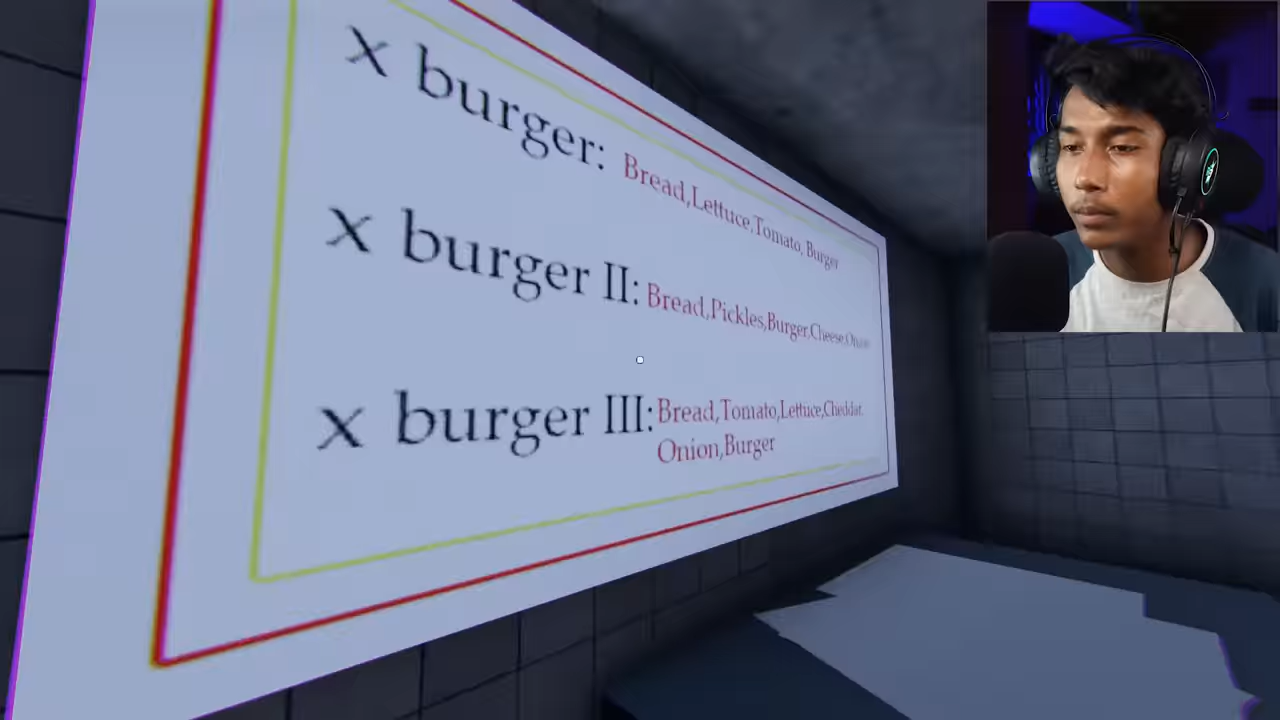 x burger: Bread,Lettuce,Tomato, Burger
x burger II: Bread,Pickles,Burger,Cheese,Onion
x burger III: Bread,Tomato,Lettuce,Cheddar,
Onion,Burger